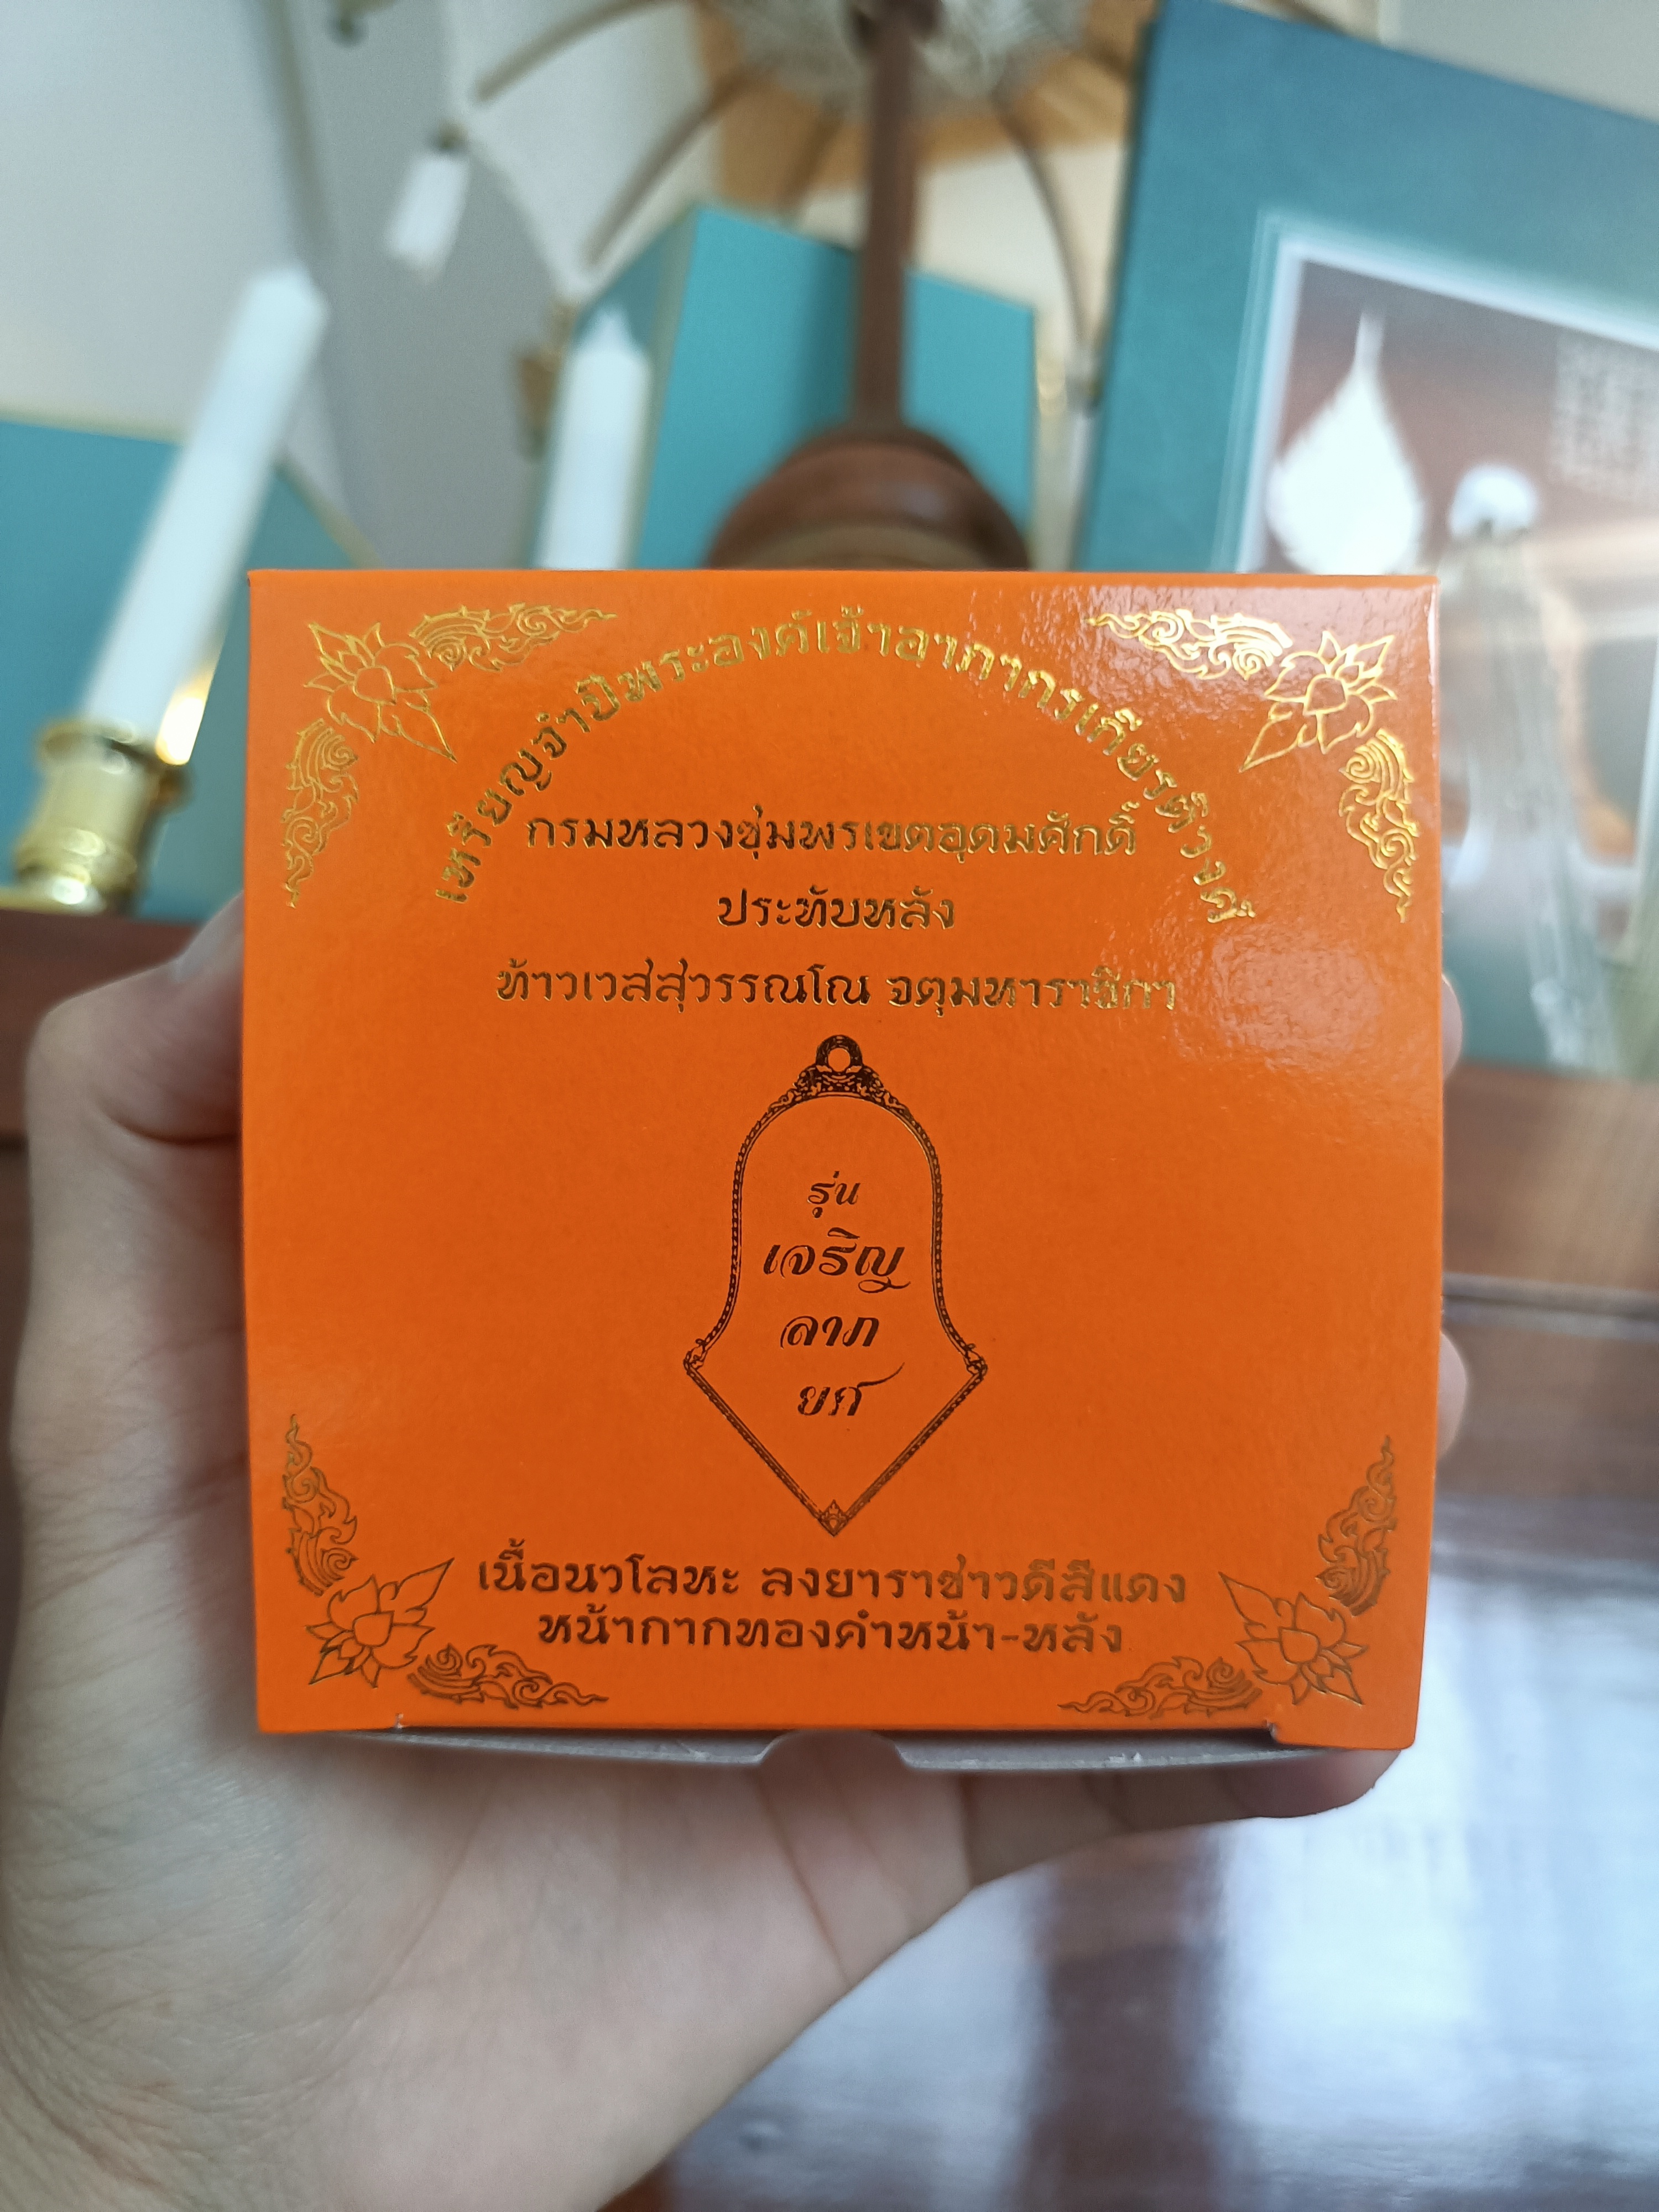 เหรียญจำปีพระองค์เจ้าอาภากรเกียรติวงศ์
กรมหลวงชุมพรเขตอุดมศักดิ์
ประทับหลัง
ท้าวเวสสุวรรณโณ จตุมหาราชิกา
รุ่น
เจริญ
ลาภ
ยศ
เนื้อนวโลหะ ลงยาราชาวดีสีแดง
หน้ากากทองคำหน้า-หลัง